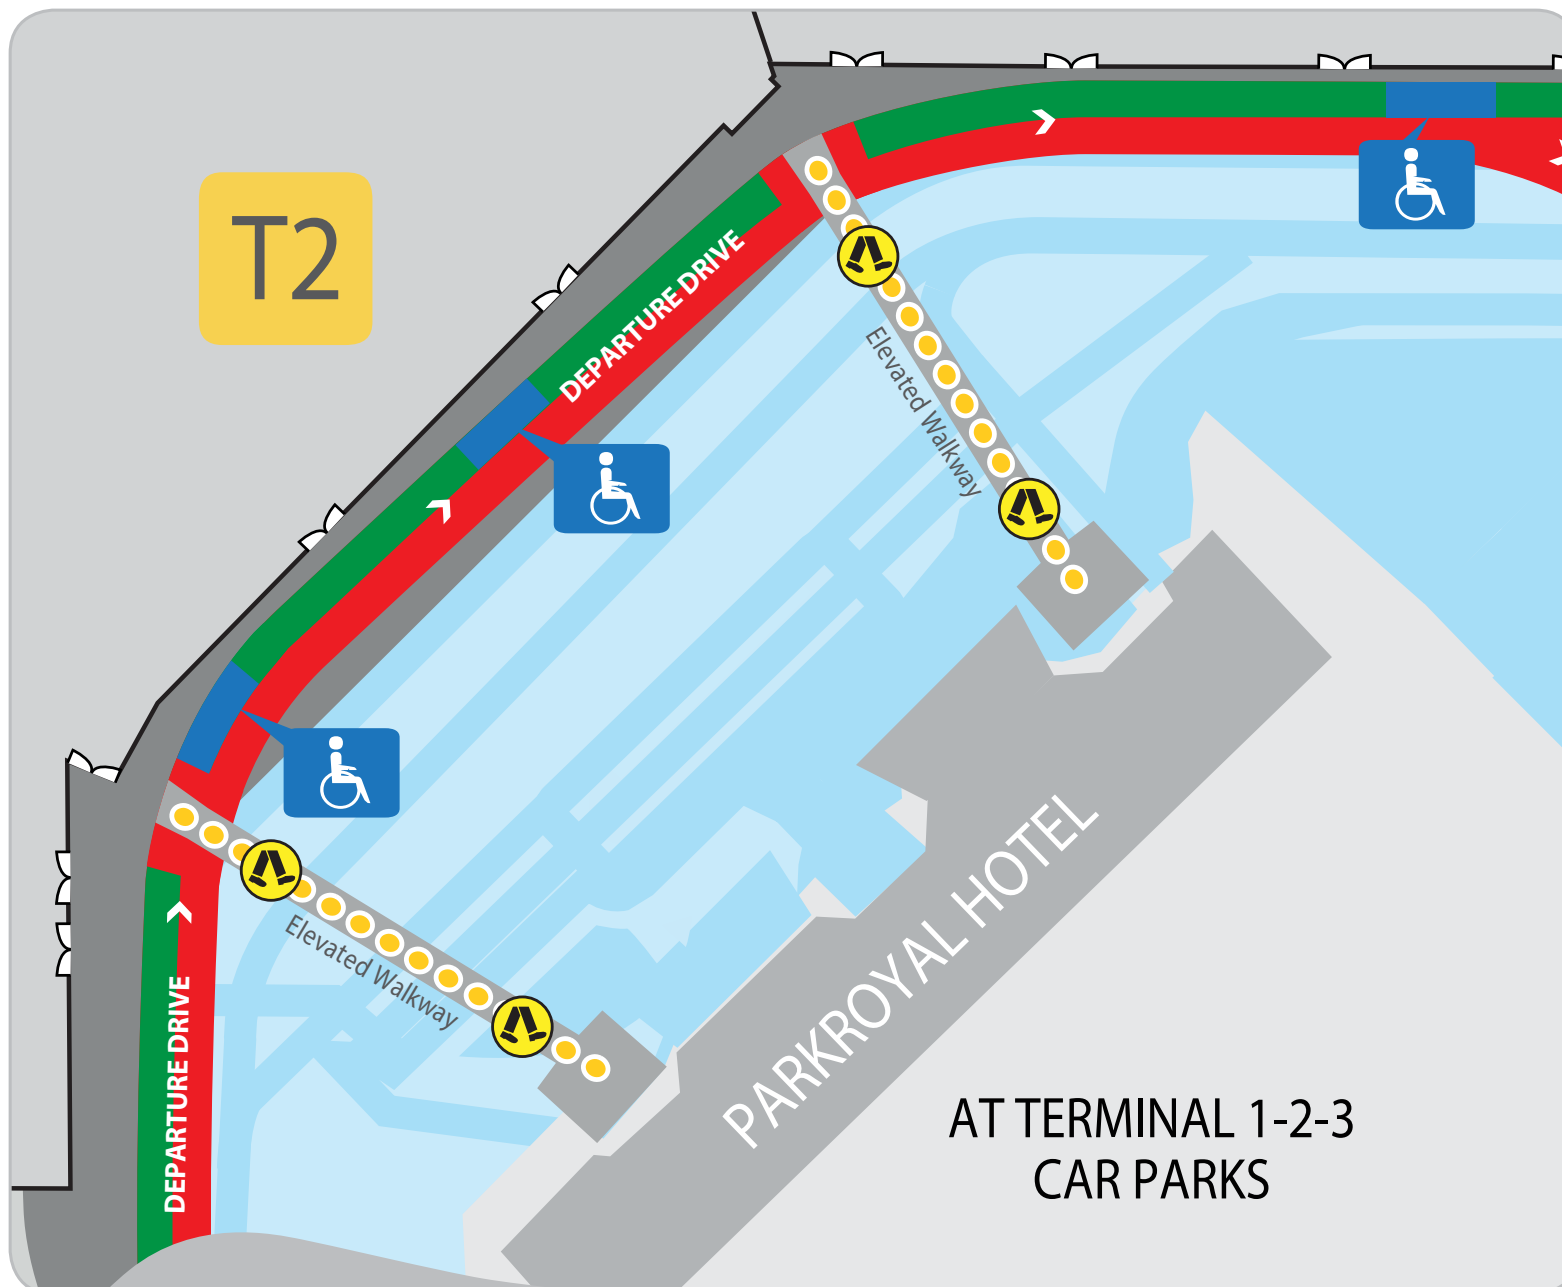 T2
DEPARTURE DRIVE
Elevated Walkway
Elevated Walkway
DEPARTURE DRIVE
PARKROYAL HOTEL
AT TERMINAL 1-2-3
CAR PARKS